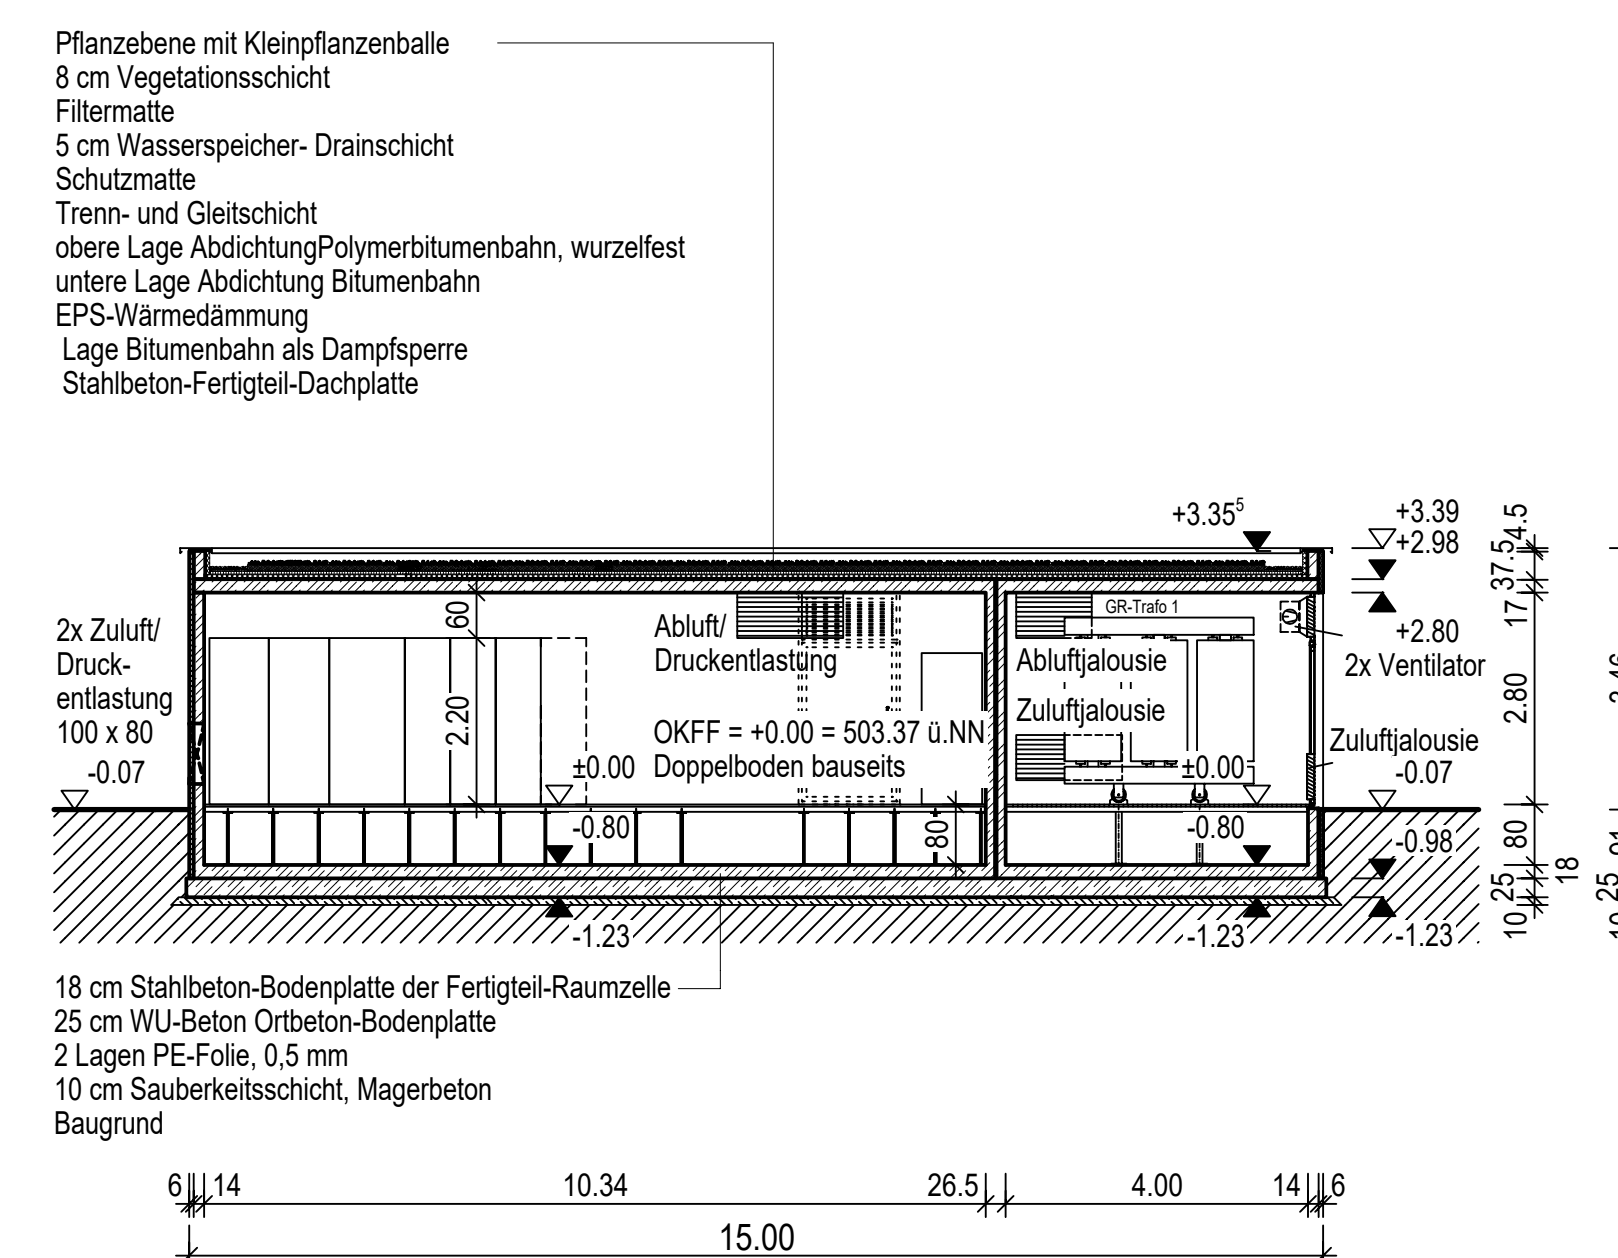 Pflanzebene mit Kleinpflanzenballe
8 cm Vegetationsschicht
Filtermatte
5 cm Wasserspeicher- Drainschicht
Schutzmatte
Trenn- und Gleitschicht
obere Lage AbdichtungPolymerbitumenbahn, wurzelfest
untere Lage Abdichtung Bitumenbahn
EPS-Wärmedämmung
Lage Bitumenbahn als Dampfsperre
Stahlbeton-Fertigteil-Dachplatte
+3.35⁵
+3.39
+2.98
4.5
37.5
17
2.80
80
25
10
18
2x Zuluft/
Druck-
entlastung
100 x 80
-0.07
60
2.20
Abluft/
Druckentlastung
OKFF = +0.00 = 503.37 ü.NN
Doppelboden bauseits
±0.00
-0.80
80
-1.23
GR-Trafo 1
Abluftjalousie
Zuluftjalousie
±0.00
-0.80
-1.23
+2.80
2x Ventilator
Zuluftjalousie
-0.07
-0.98
-1.23
25
18 cm Stahlbeton-Bodenplatte der Fertigteil-Raumzelle
25 cm WU-Beton Ortbeton-Bodenplatte
2 Lagen PE-Folie, 0,5 mm
10 cm Sauberkeitsschicht, Magerbeton
Baugrund
6 14 10.34 26.5 4.00 14 6
15.00